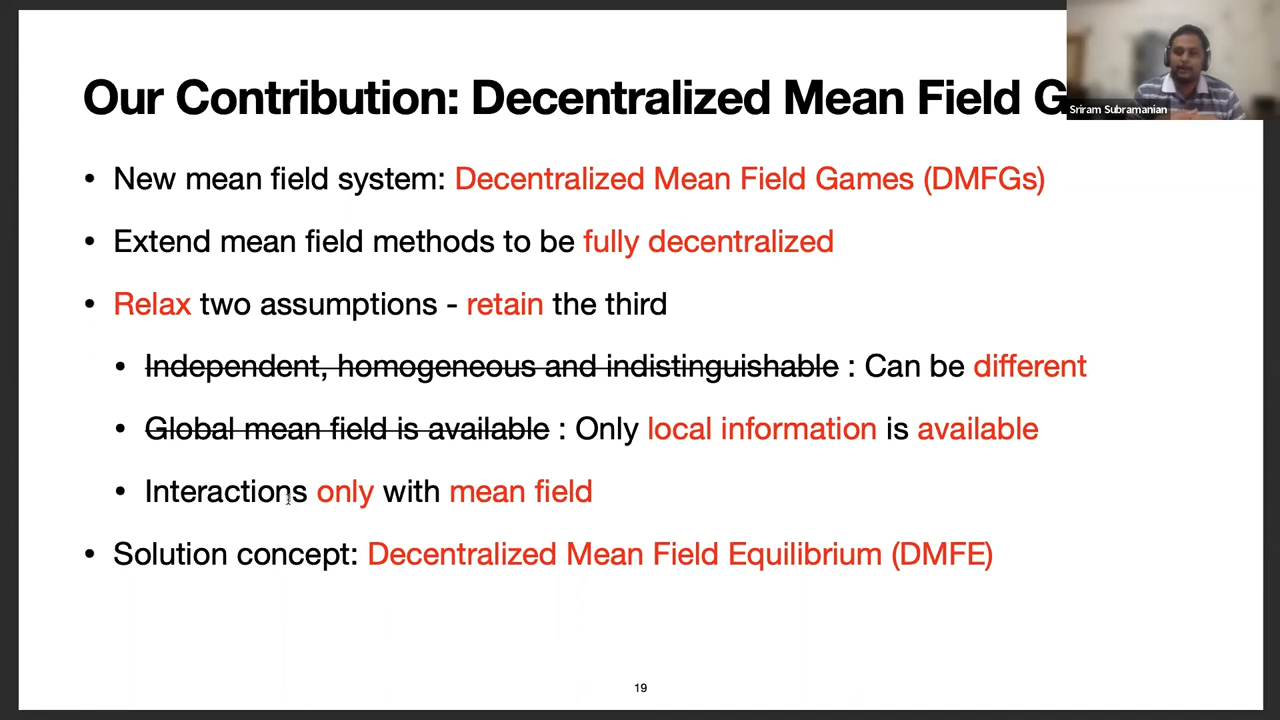 Our Contribution: Decentralized Mean Field G
Sriram Subramanian
• New mean field system: Decentralized Mean Field Games (DMFGs)
• Extend mean field methods to be fully decentralized
• Relax two assumptions - retain the third
• Independent, homogeneous and indistinguishable : Can be different
• Global mean field is available : Only local information is available
• Interactions only with mean field
• Solution concept: Decentralized Mean Field Equilibrium (DMFE)
19